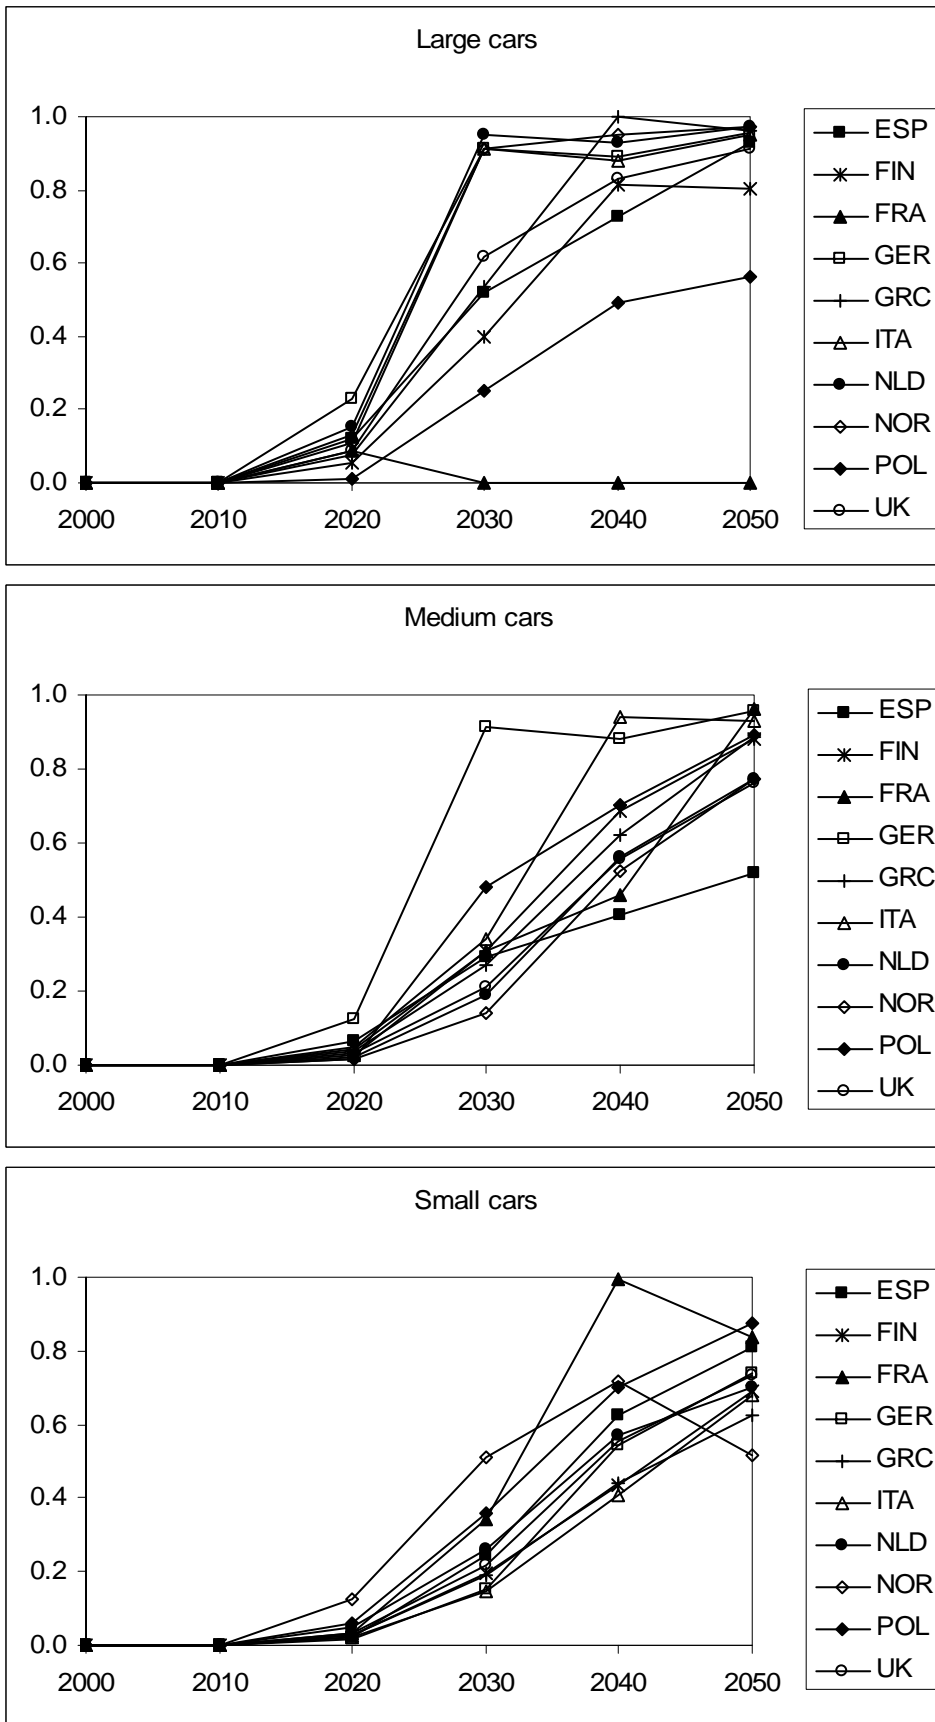 Large cars
1.0
0.8
0.6
0.4
0.2
0.0
2000 2010 2020 2030 2040 2050
ESP
FIN
FRA
GER
GRC
ITA
NLD
NOR
POL
UK
Medium cars
1.0
0.8
0.6
0.4
0.2
0.0
2000 2010 2020 2030 2040 2050
ESP
FIN
FRA
GER
GRC
ITA
NLD
NOR
POL
UK
Small cars
1.0
0.8
0.6
0.4
0.2
0.0
2000 2010 2020 2030 2040 2050
ESP
FIN
FRA
GER
GRC
ITA
NLD
NOR
POL
UK